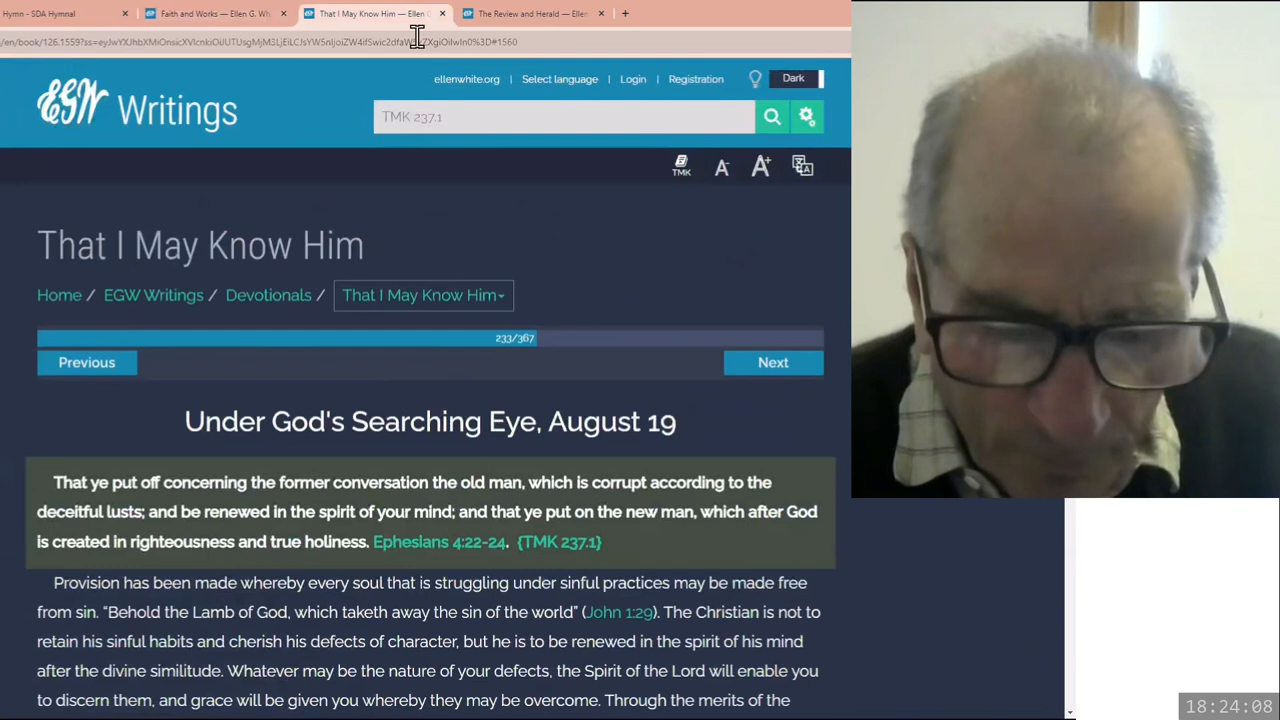 Hymn - SDA Hymnal
Faith and Works — Ellen G. Wh
That I May Know Him — Ellen G
The Review and Herald — Ellen
ellenwhite.org | Select language | Login | Registration
Dark
EGW Writings
TMK 237.1
TMK
A-
A+
That I May Know Him
Home / EGW Writings / Devotionals / That I May Know Him
233/367
Previous
Next
Under God's Searching Eye, August 19
That ye put off concerning the former conversation the old man, which is corrupt according to the
deceitful lusts; and be renewed in the spirit of your mind; and that ye put on the new man, which after God
is created in righteousness and true holiness. Ephesians 4:22-24. {TMK 237.1}
Provision has been made whereby every soul that is struggling under sinful practices may be made free
from sin. “Behold the Lamb of God, which taketh away the sin of the world” (John 1:29). The Christian is not to
retain his sinful habits and cherish his defects of character, but he is to be renewed in the spirit of his mind
after the divine similitude. Whatever may be the nature of your defects, the Spirit of the Lord will enable you
to discern them, and grace will be given you whereby they may be overcome. Through the merits of the
18:24:08